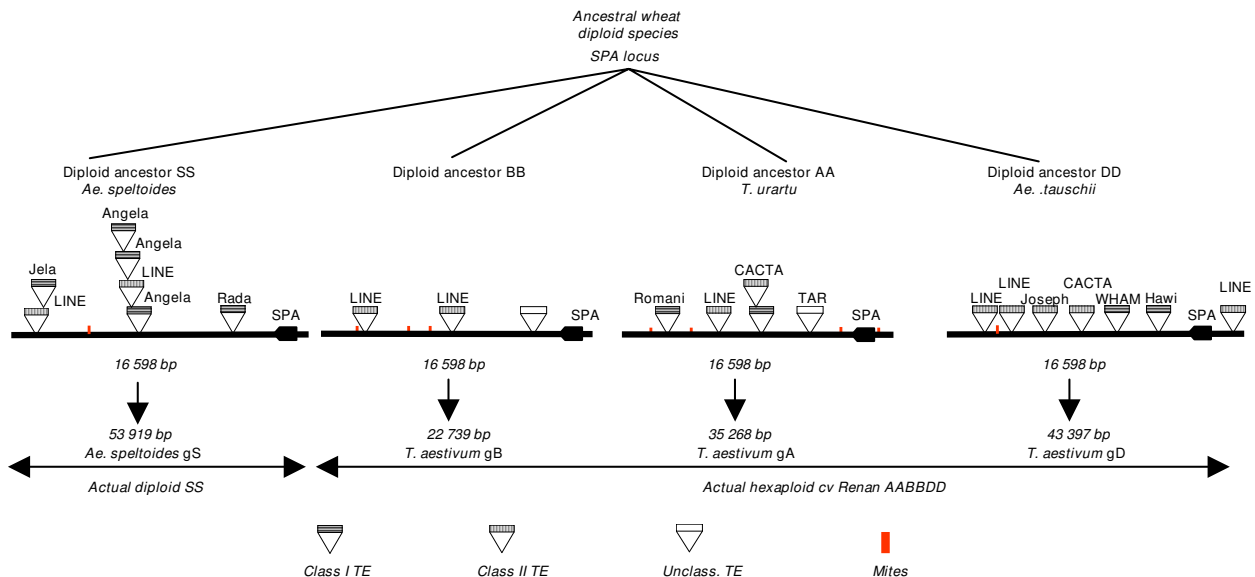 Ancestral wheat
diploid species
SPA locus
Diploid ancestor SS
Ae. speltoides
Diploid ancestor BB
Diploid ancestor AA
T. urartu
Diploid ancestor DD
Ae. .tauschii
Angela
Angela
Jela
LINE
LINE
Angela
Rada
SPA
LINE
LINE
SPA
CACTA
Romani
LINE
TAR
SPA
LINE
CACTA
LINE
LINE
Joseph
WHAM
Hawi
SPA
16 598 bp
16 598 bp
16 598 bp
16 598 bp
53 919 bp
Ae. speltoides gS
22 739 bp
T. aestivum gB
35 268 bp
T. aestivum gA
43 397 bp
T. aestivum gD
Actual diploid SS
Actual hexaploid cv Renan AABBDD
Class I TE
Class II TE
Unclass. TE
Mites